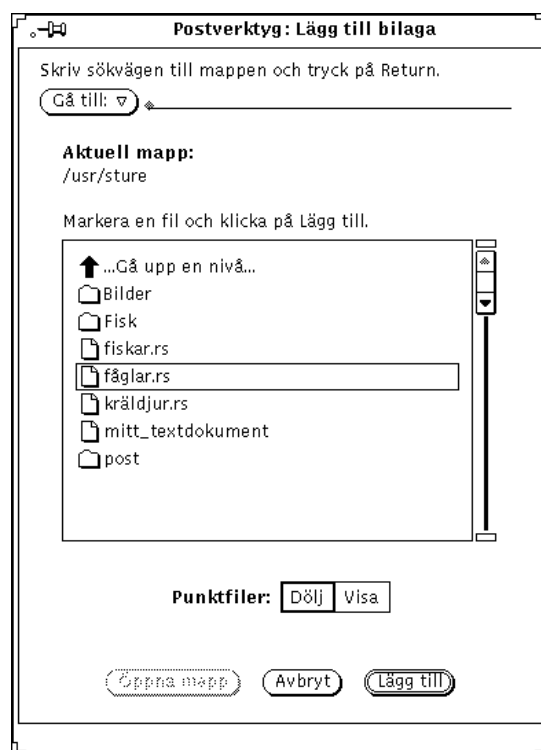 Postverktyg: Lägg till bilaga
Skriv sökvägen till mappen och tryck på Return.
Gå till:
Aktuell mapp:
/usr/sture
Markera en fil och klicka på Lägg till.
...Gå upp en nivå...
Bilder
Fisk
fiskar.rs
fåglar.rs
kräldjur.rs
mitt_textdokument
post
Punktfiler: Dölj Visa
Öppna mapp Avbryt Lägg till